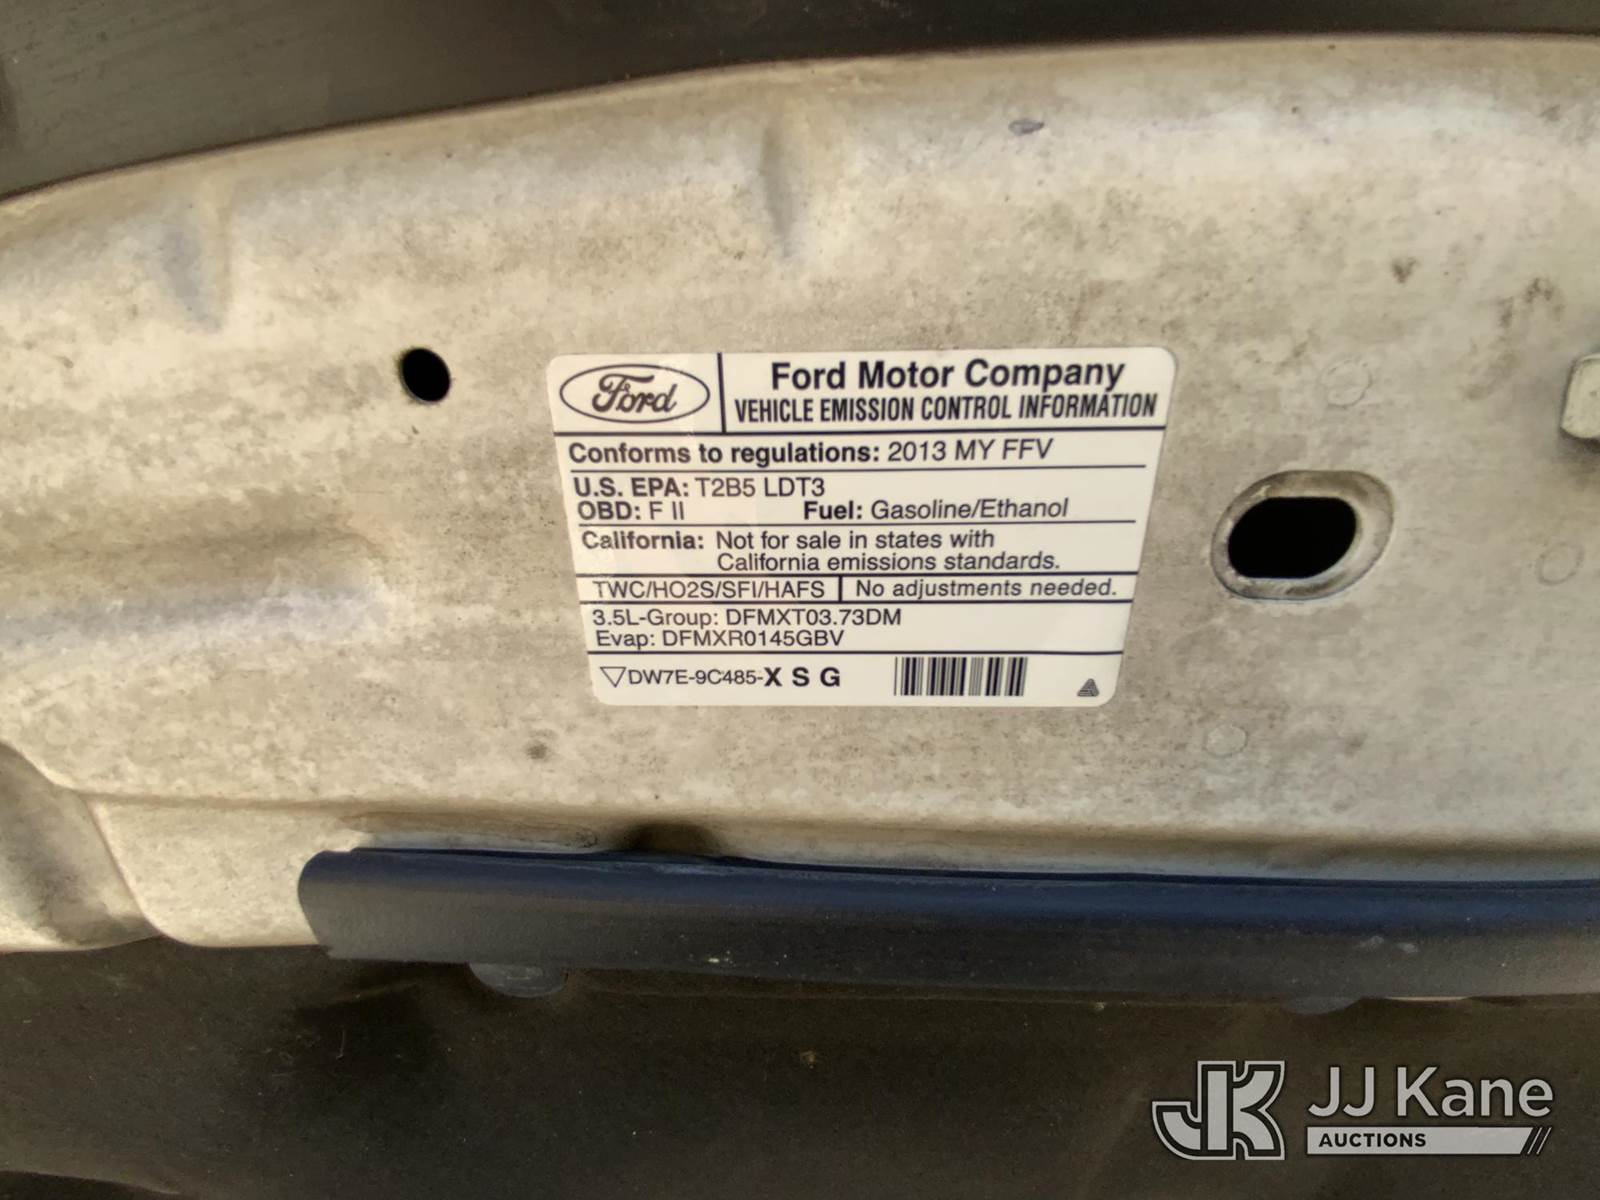 Ford
Ford Motor Company
VEHICLE EMISSION CONTROL INFORMATION
Conforms to regulations: 2013 MY FFV
U.S. EPA: T2B5 LDT3
OBD: F II Fuel: Gasoline/Ethanol
California: Not for sale in states with
California emissions standards.
TWC/HO2S/SFI/HAFS No adjustments needed.
3.5L-Group: DFMXT03.73DM
Evap: DFMXR0145GBV
DW7E-9C485-X S G
JK JJ Kane
AUCTIONS